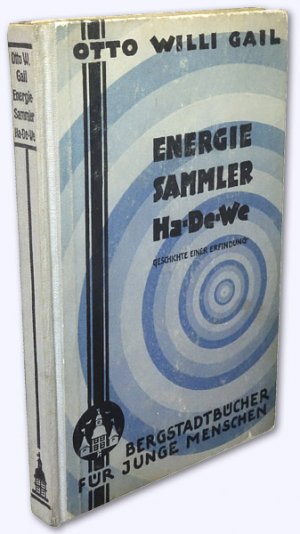 Otto W.
Gail
Energie
Sammler
Ha-De-We
OTTO WILLI GAIL
ENERGIE
SAMMLER
Ha-De-We
GESCHICHTE EINER ERFINDUNG
BERGSTADTBÜCHER
FÜR JUNGE MENSCHEN